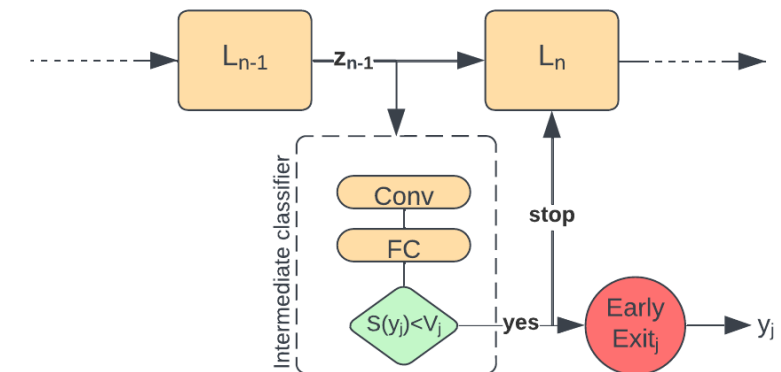 Lₙ₋₁
zₙ₋₁
Lₙ
Intermediate classifier
Conv
FC
S(yⱼ)<Vⱼ
yes
stop
Early
Exitⱼ
yⱼ